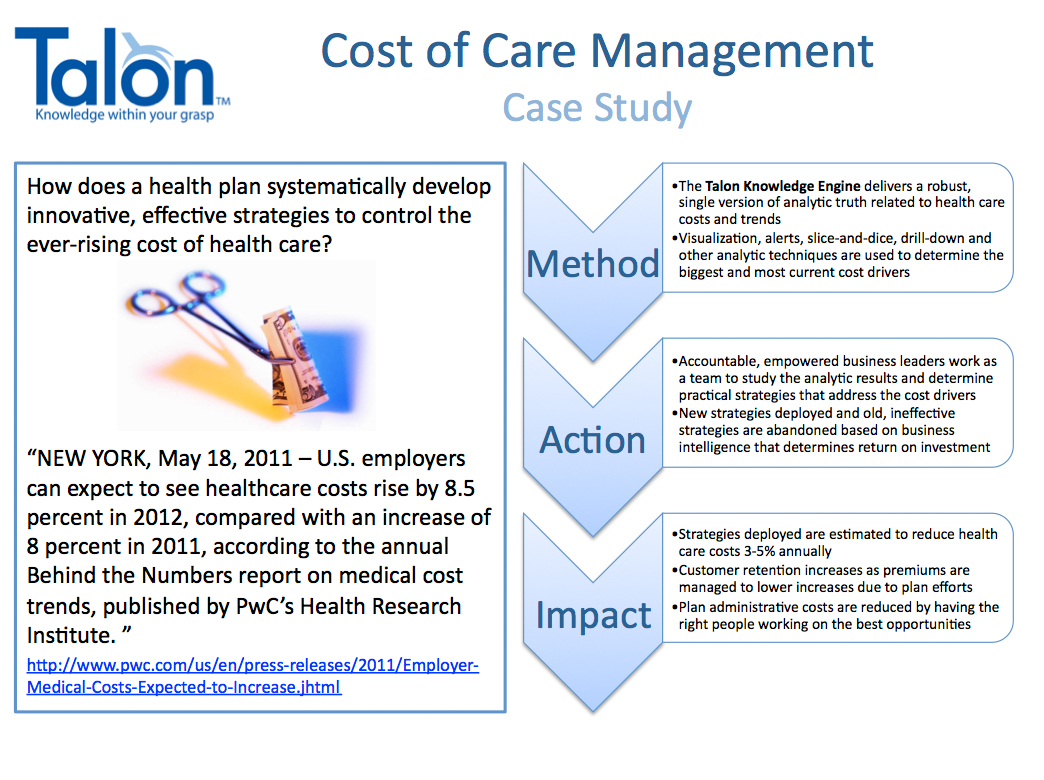 Talon™
Knowledge within your grasp
Cost of Care Management
Case Study
How does a health plan systematically develop
innovative, effective strategies to control the
ever-rising cost of health care?
“NEW YORK, May 18, 2011 – U.S. employers
can expect to see healthcare costs rise by 8.5
percent in 2012, compared with an increase of
8 percent in 2011, according to the annual
Behind the Numbers report on medical cost
trends, published by PwC’s Health Research
Institute. ”
http://www.pwc.com/us/en/press-releases/2011/Employer-
Medical-Costs-Expected-to-Increase.jhtml
Method
•The Talon Knowledge Engine delivers a robust,
single version of analytic truth related to health care
costs and trends
•Visualization, alerts, slice-and-dice, drill-down and
other analytic techniques are used to determine the
biggest and most current cost drivers
Action
•Accountable, empowered business leaders work as
a team to study the analytic results and determine
practical strategies that address the cost drivers
•New strategies deployed and old, ineffective
strategies are abandoned based on business
intelligence that determines return on investment
Impact
•Strategies deployed are estimated to reduce health
care costs 3-5% annually
•Customer retention increases as premiums are
managed to lower increases due to plan efforts
•Plan administrative costs are reduced by having the
right people working on the best opportunities